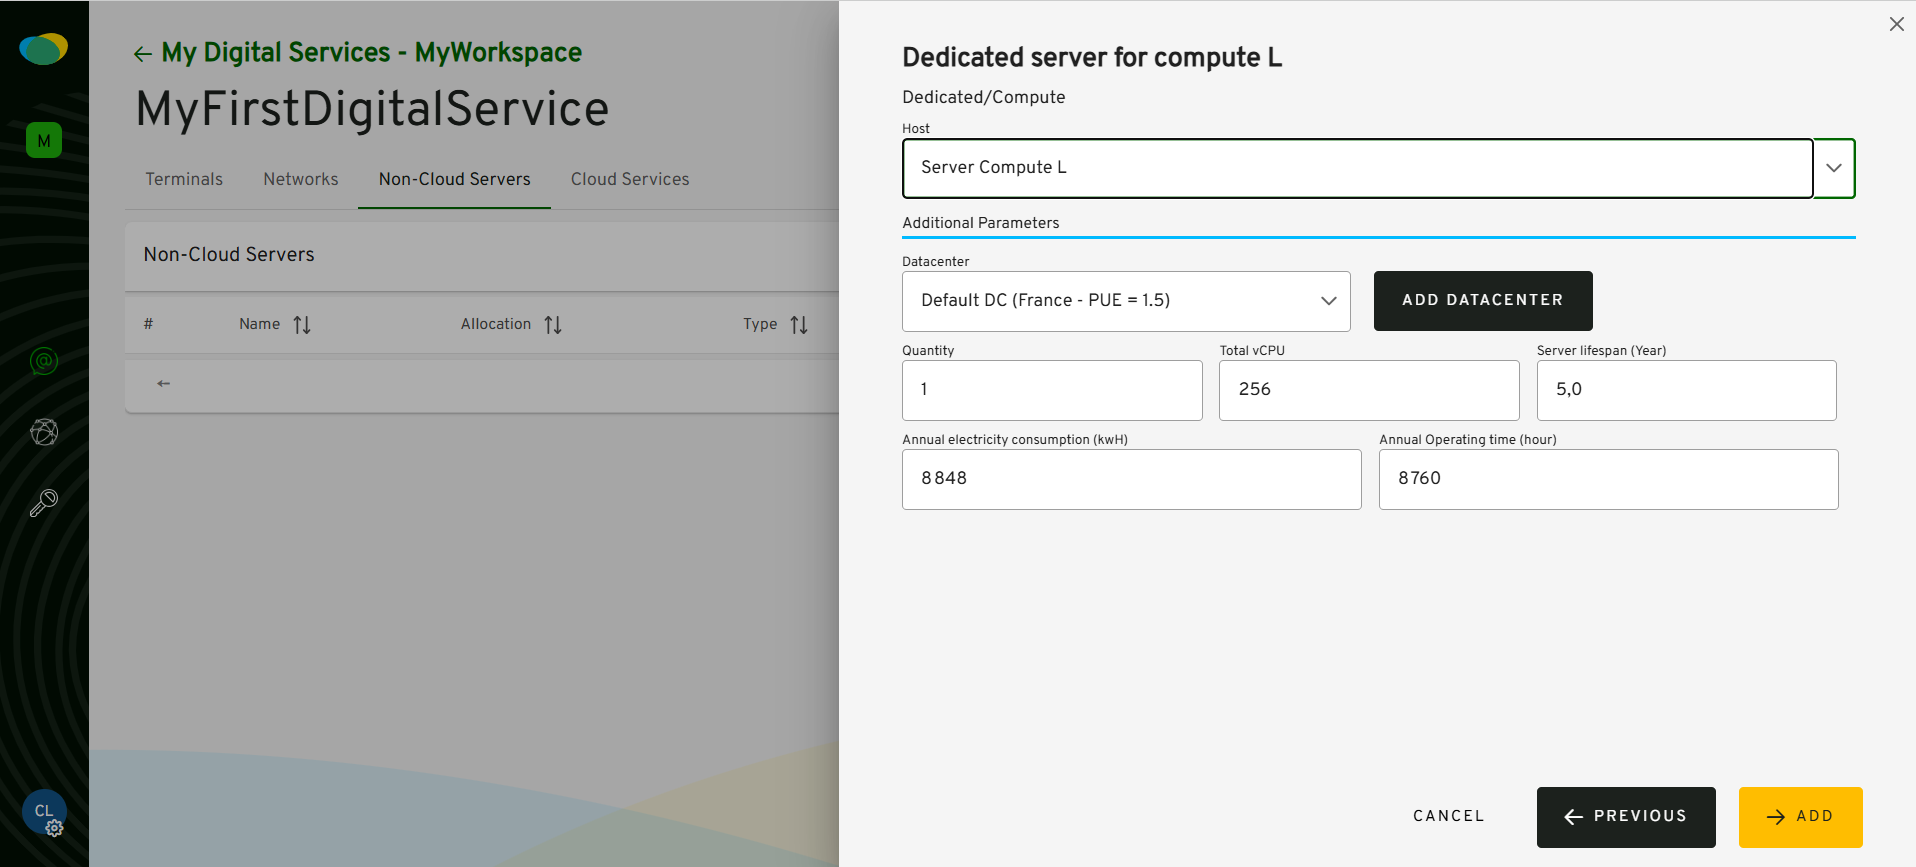 ← My Digital Services - MyWorkspace
MyFirstDigitalService
M
Terminals Networks Non-Cloud Servers Cloud Services
Non-Cloud Servers
# Name Allocation Type
←
CL
Dedicated server for compute L
Dedicated/Compute
Host
Server Compute L
Additional Parameters
Datacenter
Default DC (France - PUE = 1.5) ADD DATACENTER
Quantity Total vCPU Server lifespan (Year)
1 256 5,0
Annual electricity consumption (kwH) Annual Operating time (hour)
8 848 8 760
CANCEL ← PREVIOUS → ADD